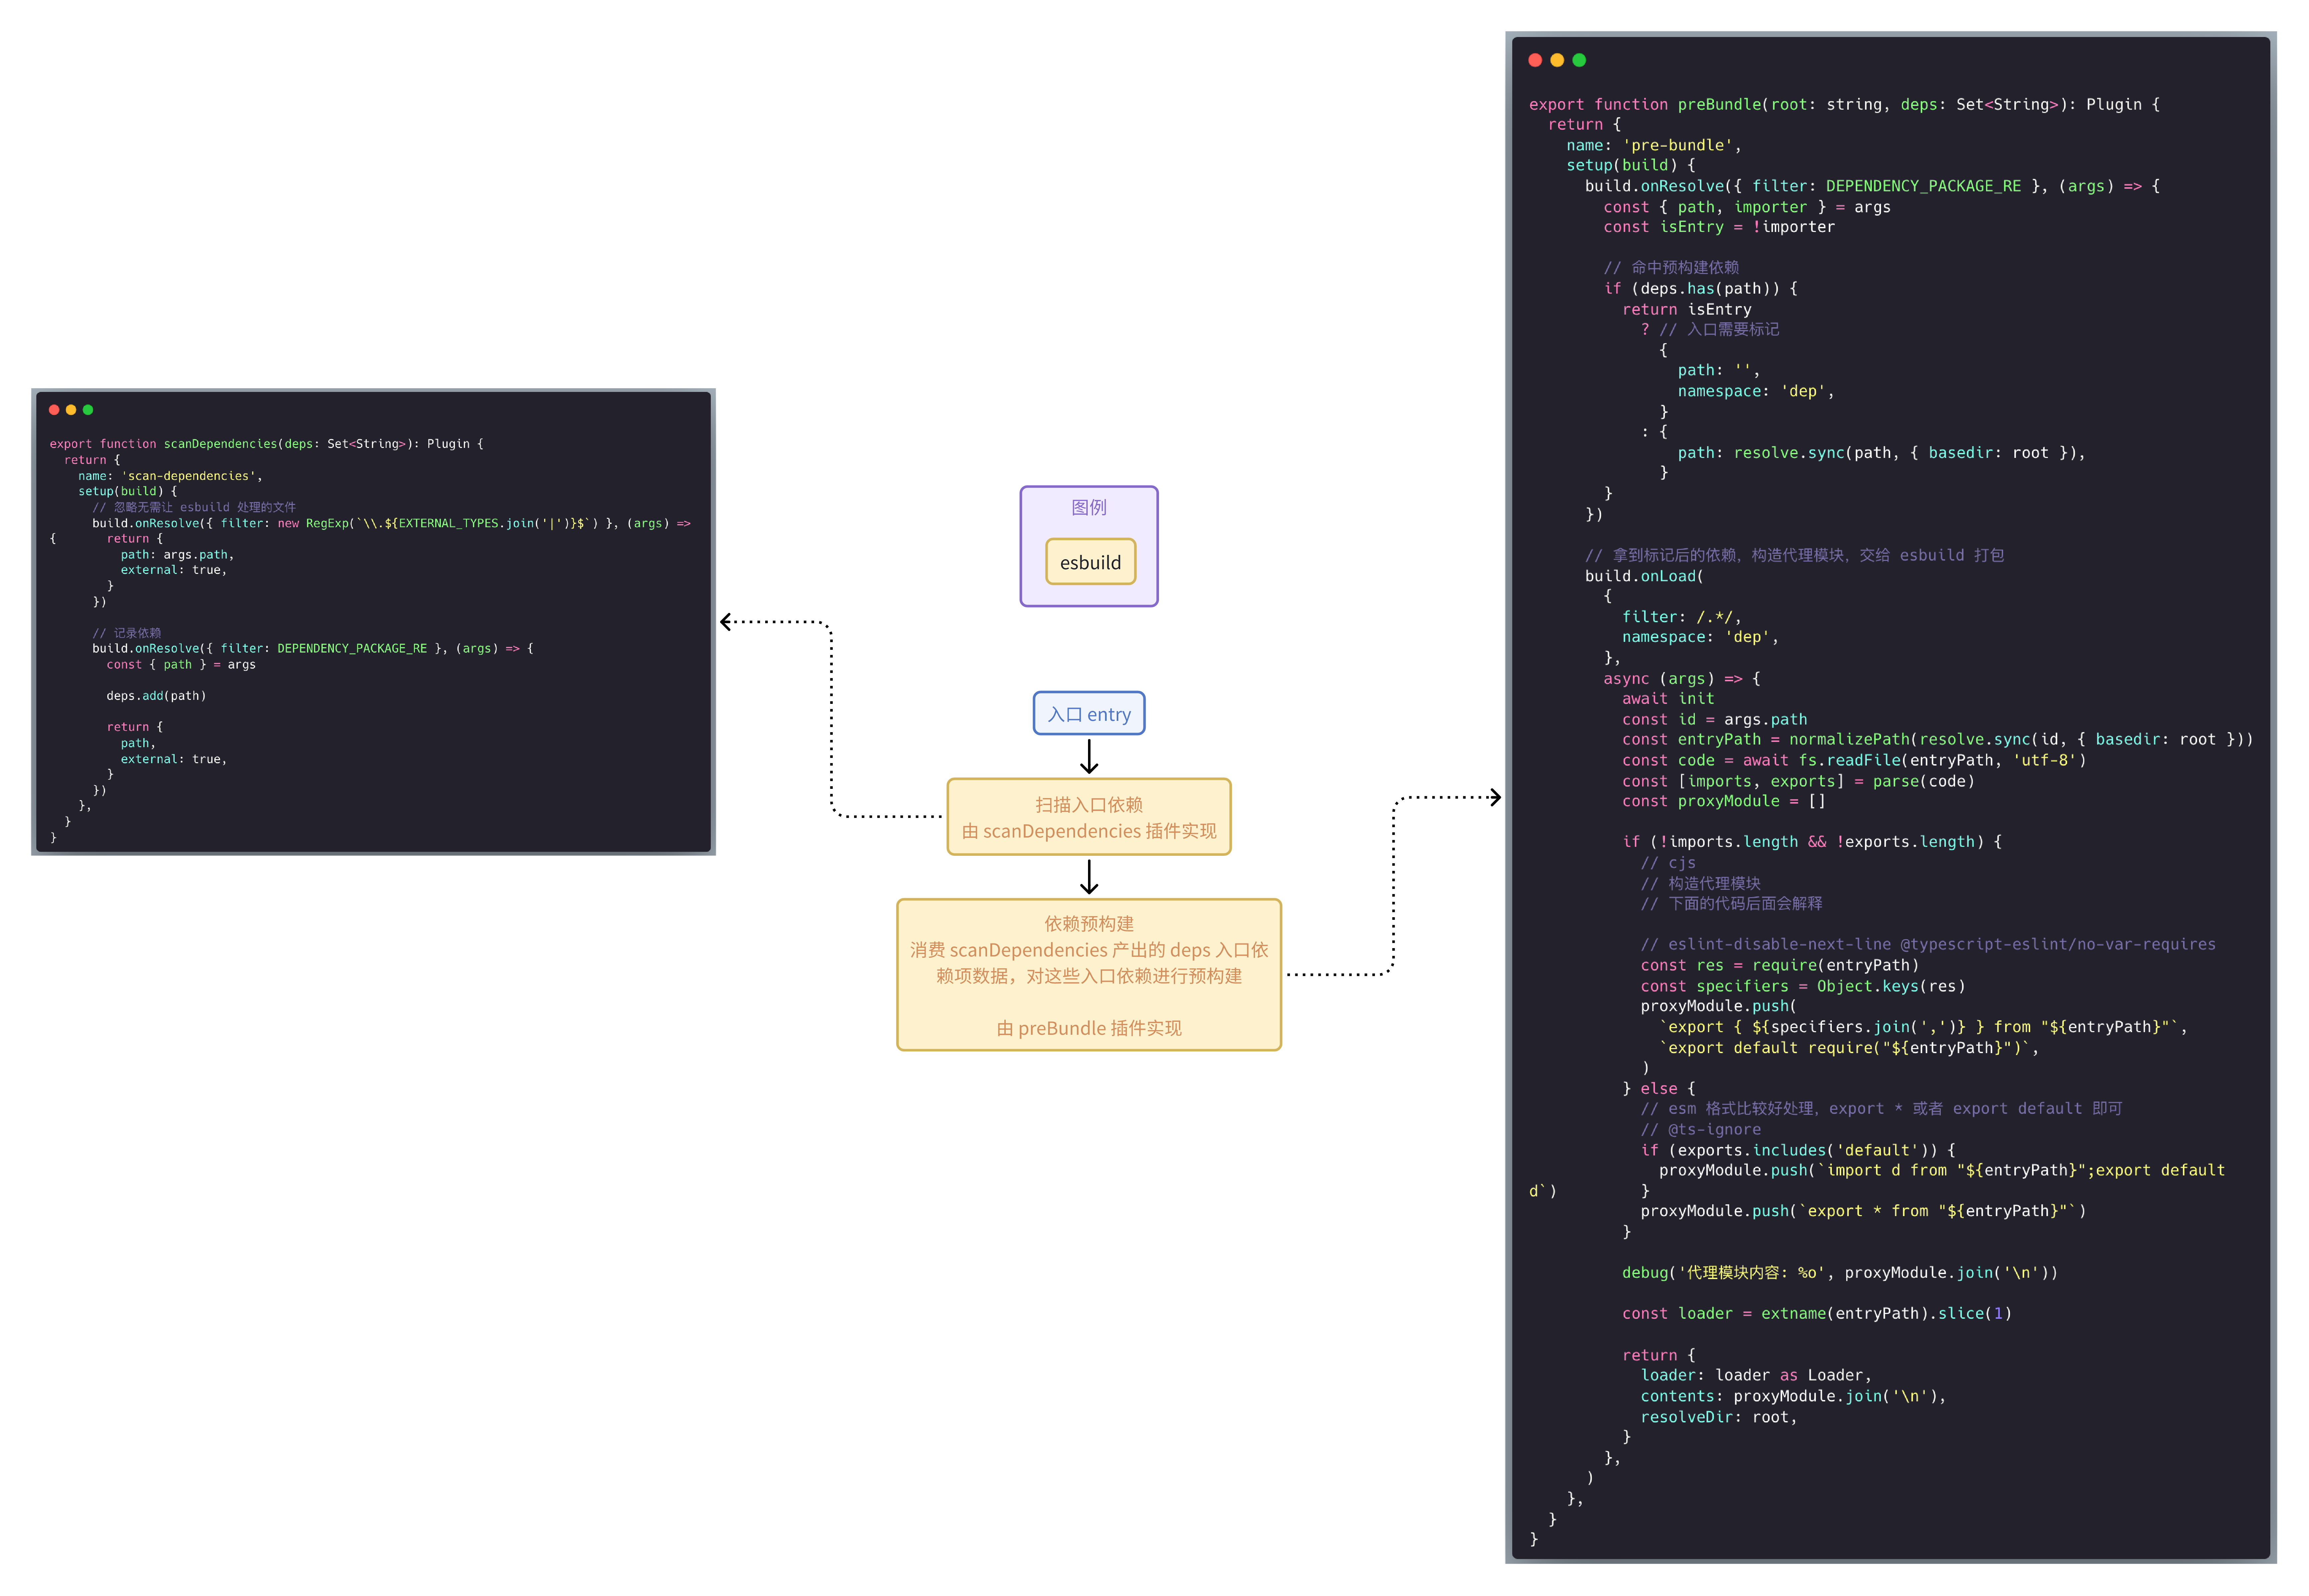 export function scanDependencies(deps: Set<String>): Plugin {
  return {
    name: 'scan-dependencies',
    setup(build) {
      // 忽略无需让 esbuild 处理的文件
      build.onResolve({ filter: new RegExp(`\\.${EXTERNAL_TYPES.join('|')}$`) }, (args) =>
{       return {
          path: args.path,
          external: true,
        }
      })

      // 记录依赖
      build.onResolve({ filter: DEPENDENCY_PACKAGE_RE }, (args) => {
        const { path } = args

        deps.add(path)

        return {
          path,
          external: true,
        }
      })
    },
  }
}
图例
esbuild
入口 entry
扫描入口依赖
由 scanDependencies 插件实现
依赖预构建
消费 scanDependencies 产出的 deps 入口依
赖项数据，对这些入口依赖进行预构建
由 preBundle 插件实现
export function preBundle(root: string, deps: Set<String>): Plugin {
  return {
    name: 'pre-bundle',
    setup(build) {
      build.onResolve({ filter: DEPENDENCY_PACKAGE_RE }, (args) => {
        const { path, importer } = args
        const isEntry = !importer

        // 命中预构建依赖
        if (deps.has(path)) {
          return isEntry
            ? // 入口需要标记
              {
                path: '',
                namespace: 'dep',
              }
            : {
                path: resolve.sync(path, { basedir: root }),
              }
        }
      })

      // 拿到标记后的依赖，构造代理模块，交给 esbuild 打包
      build.onLoad(
        {
          filter: /.*/,
          namespace: 'dep',
        },
        async (args) => {
          await init
          const id = args.path
          const entryPath = normalizePath(resolve.sync(id, { basedir: root }))
          const code = await fs.readFile(entryPath, 'utf-8')
          const [imports, exports] = parse(code)
          const proxyModule = []

          if (!imports.length && !exports.length) {
            // cjs
            // 构造代理模块
            // 下面的代码后面会解释

            // eslint-disable-next-line @typescript-eslint/no-var-requires
            const res = require(entryPath)
            const specifiers = Object.keys(res)
            proxyModule.push(
              `export { ${specifiers.join(',')} } from "${entryPath}"`,
              `export default require("${entryPath}")`,
            )
          } else {
            // esm 格式比较好处理，export * 或者 export default 即可
            // @ts-ignore
            if (exports.includes('default')) {
              proxyModule.push(`import d from "${entryPath}";export default
d`)         }
            proxyModule.push(`export * from "${entryPath}"`)
          }

          debug('代理模块内容: %o', proxyModule.join('\n'))

          const loader = extname(entryPath).slice(1)

          return {
            loader: loader as Loader,
            contents: proxyModule.join('\n'),
            resolveDir: root,
          }
        },
      )
    },
  }
}